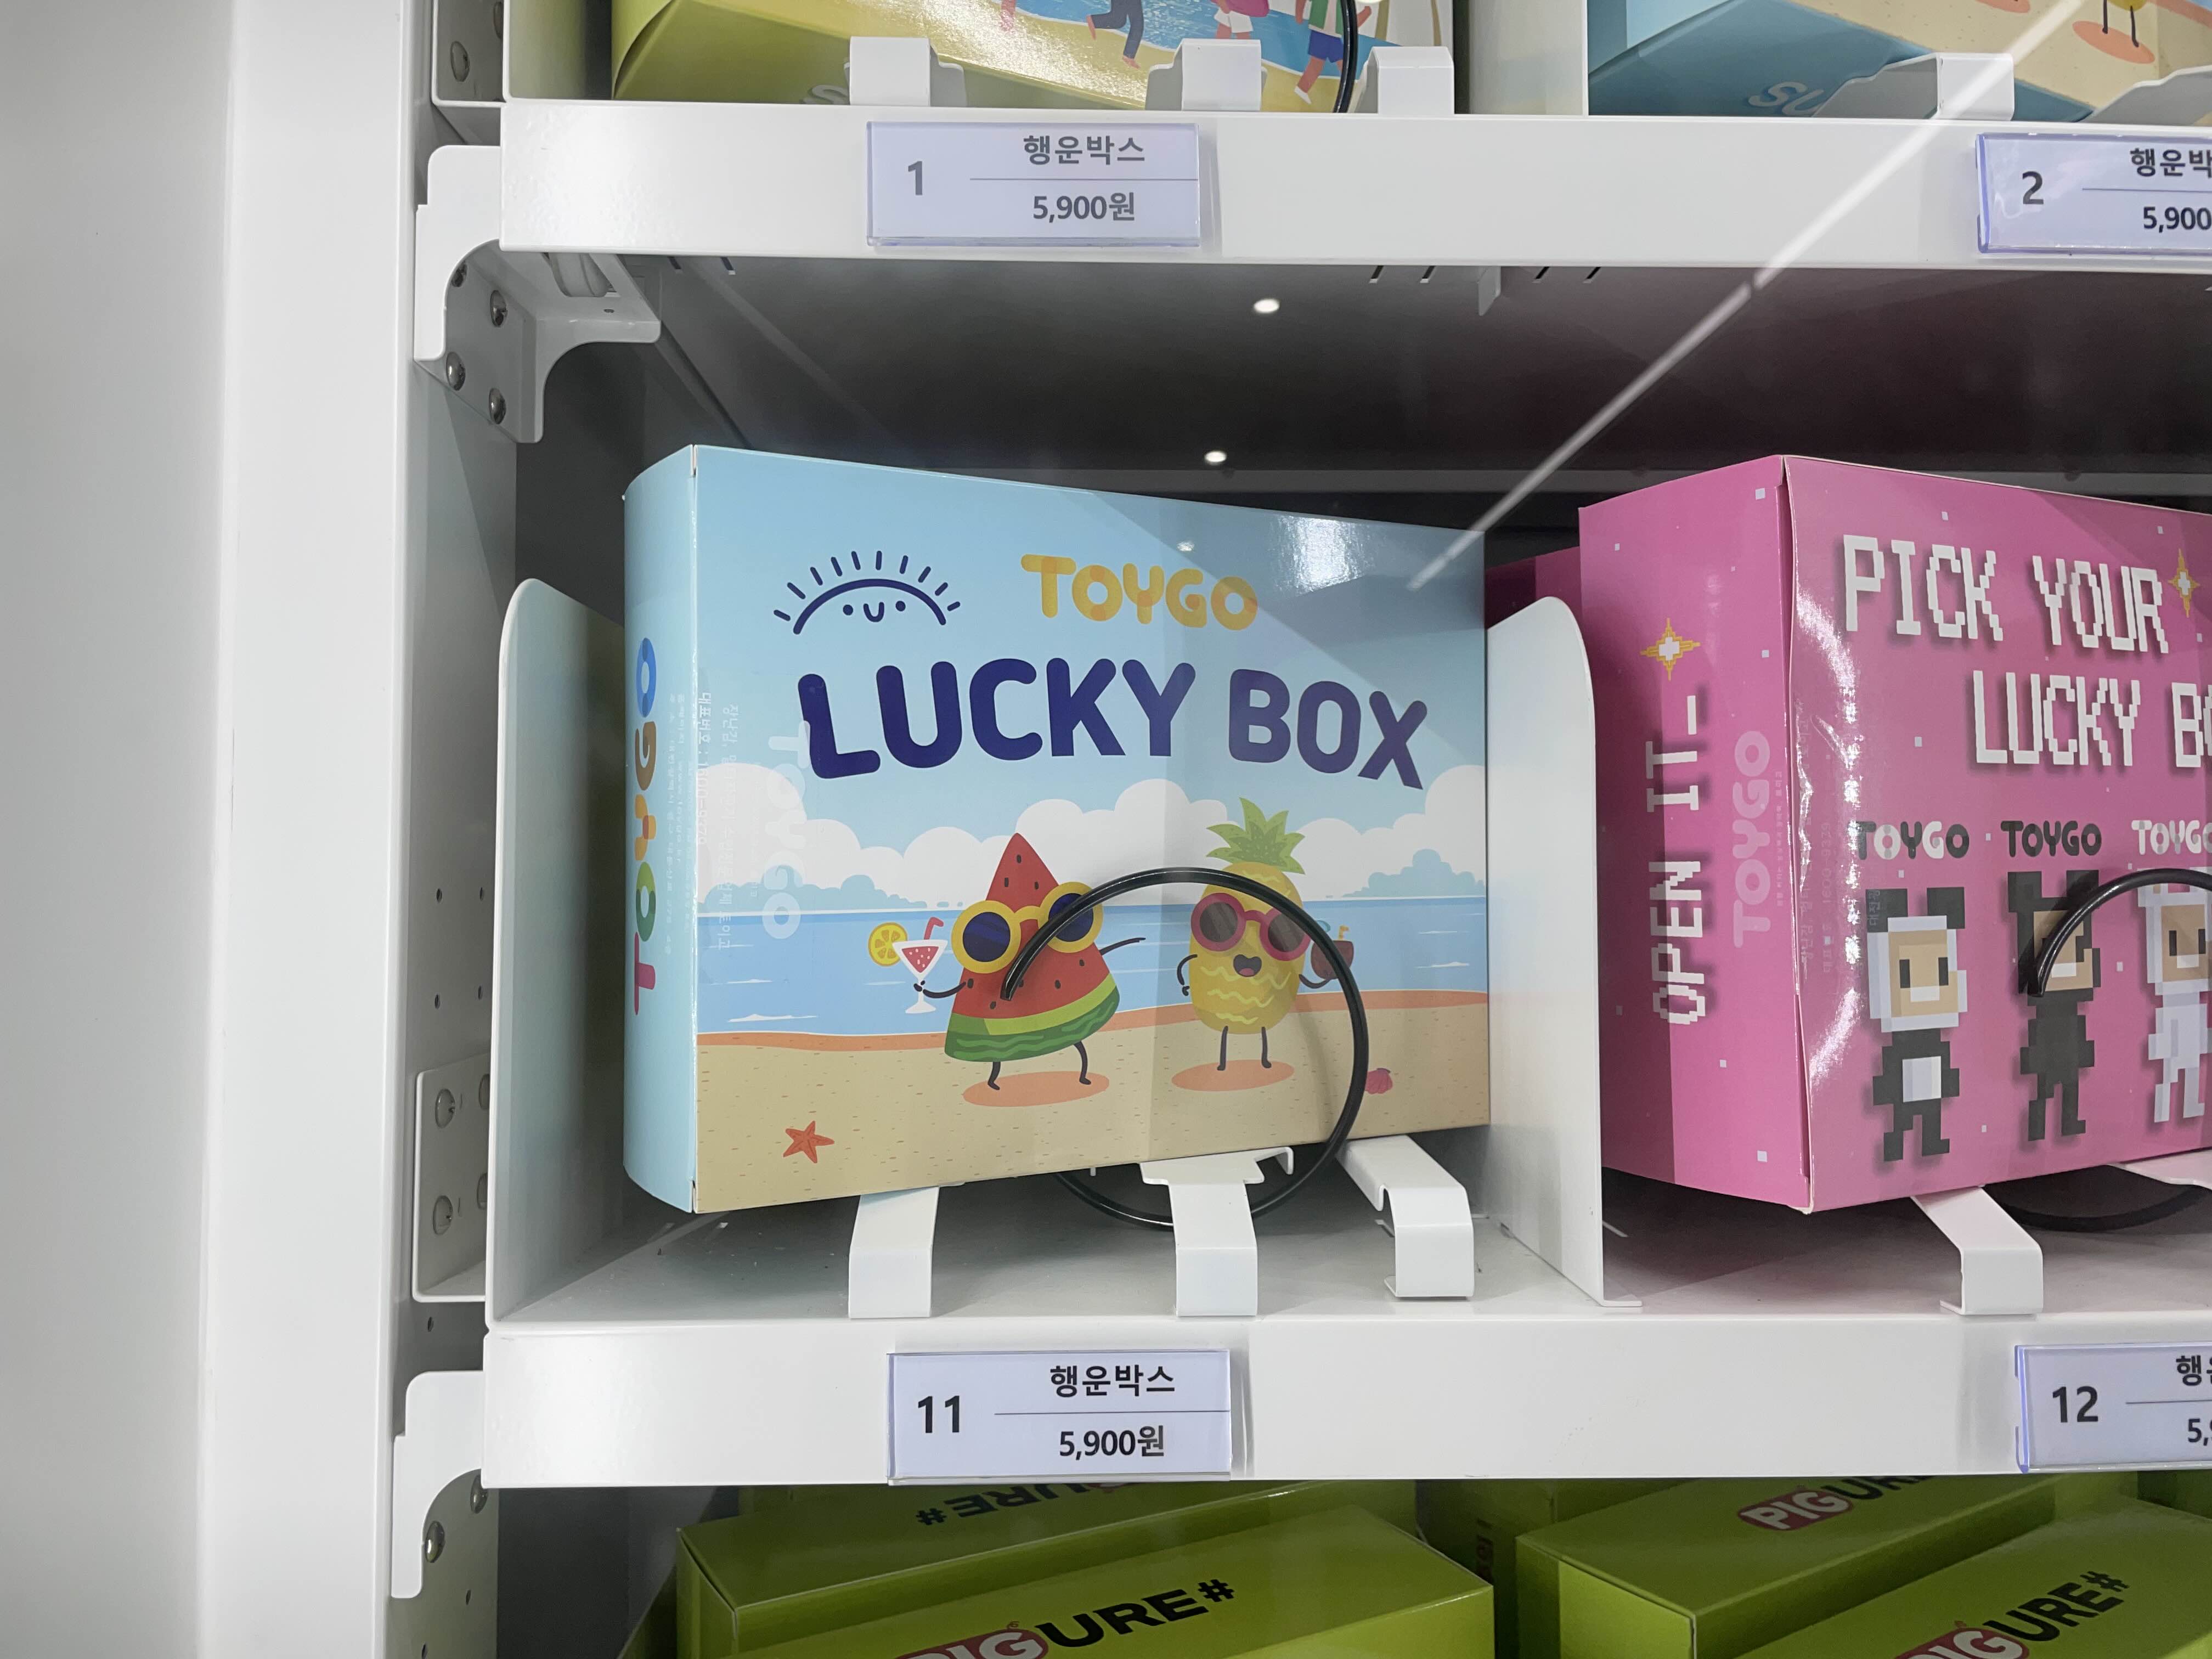 1
행운박스
5,900원
2
행운박
5,900
TOYGO
TOYGO
LUCKY BOX
OPEN IT_
TOYGO
PICK YOUR
LUCKY
TOYGO
TOYGO
TOYGO
11
행운박스
5,900원
12
PIGURE#
PIGURE#